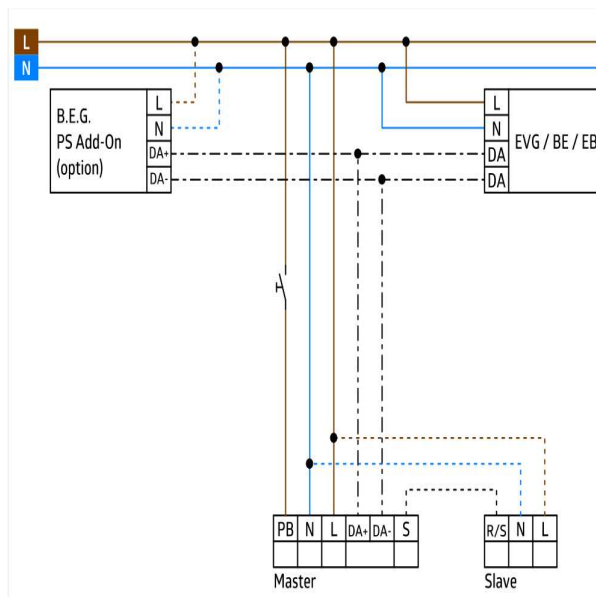 L
N
B.E.G.
PS Add-On
(option)
L
N
DA+
DA-
L
N
DA
DA
EVG / BE / EB
PB N L DA+ DA- S
Master
R/S N L
Slave